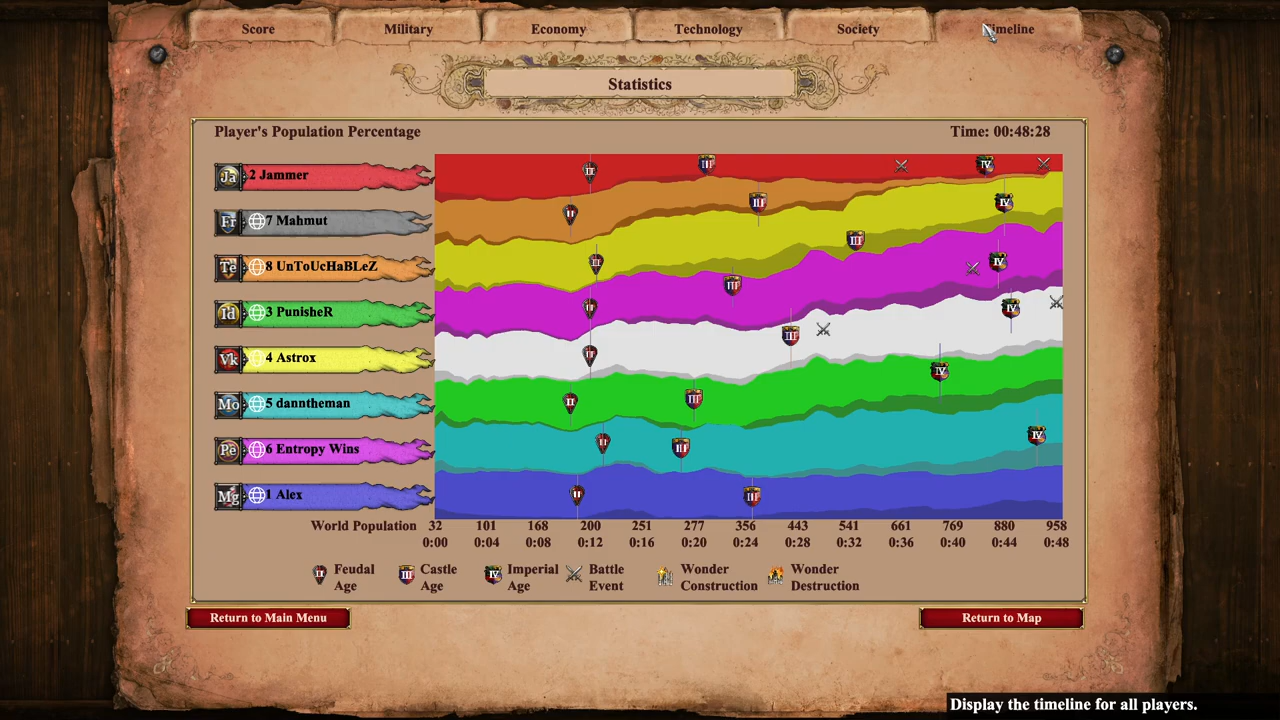 Score Military Economy Technology Society Timeline
Statistics
Player's Population Percentage Time: 00:48:28
Ja 2 Jammer
Fr 7 Mahmut
Te 8 UnToUcHaBLeZ
Id 3 PunisheR
Vk 4 Astrox
Mo 5 danntheman
Pe 6 Entropy Wins
Mg 1 Alex
World Population 32 101 168 200 251 277 356 443 541 661 769 880 958
0:00 0:04 0:08 0:12 0:16 0:20 0:24 0:28 0:32 0:36 0:40 0:44 0:48
II Feudal Age
III Castle Age
IV Imperial Age
Battle Event
Wonder Construction
Wonder Destruction
Return to Main Menu Return to Map
Display the timeline for all players.